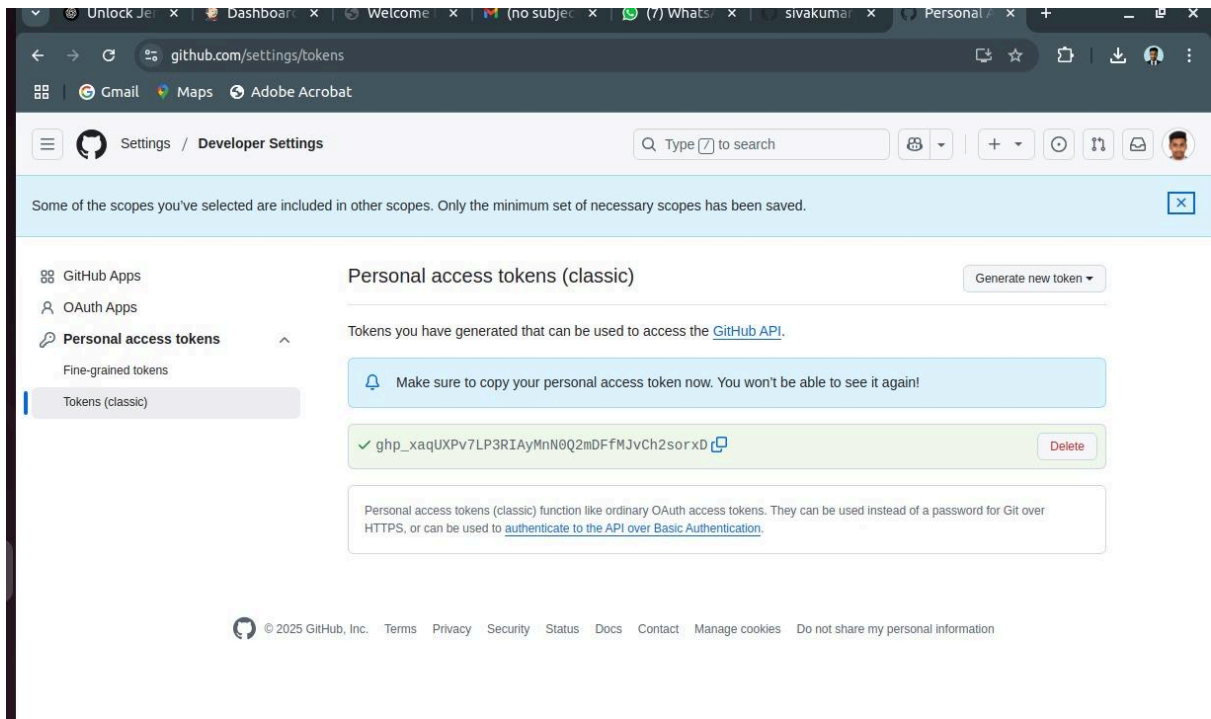 Unlock Jer
Dashboard
Welcome
(no subjec
(7) Whats
sivakumar
Personal A
github.com/settings/tokens
Gmail
Maps
Adobe Acrobat
Settings / Developer Settings
Type / to search
Some of the scopes you've selected are included in other scopes. Only the minimum set of necessary scopes has been saved.
GitHub Apps
OAuth Apps
Personal access tokens
Fine-grained tokens
Tokens (classic)
Personal access tokens (classic)
Generate new token
Tokens you have generated that can be used to access the GitHub API.
Make sure to copy your personal access token now. You won't be able to see it again!
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
Delete
Personal access tokens (classic) function like ordinary OAuth access tokens. They can be used instead of a password for Git over
HTTPS, or can be used to authenticate to the API over Basic Authentication.
© 2025 GitHub, Inc. Terms Privacy Security Status Docs Contact Manage cookies Do not share my personal information